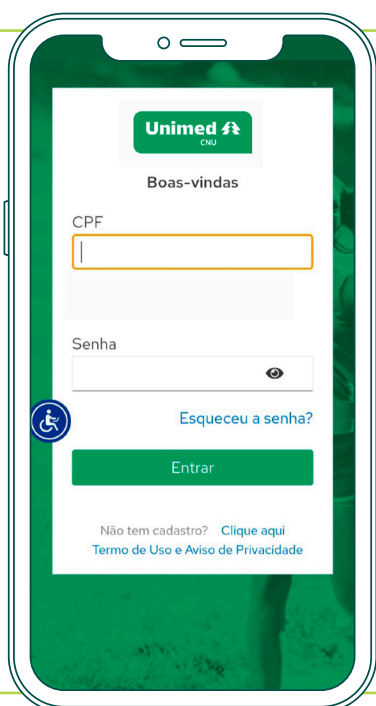 Unimed
CNU
Boas-vindas
CPF
Senha
Esqueceu a senha?
Entrar
Não tem cadastro? Clique aqui
Termo de Uso e Aviso de Privacidade